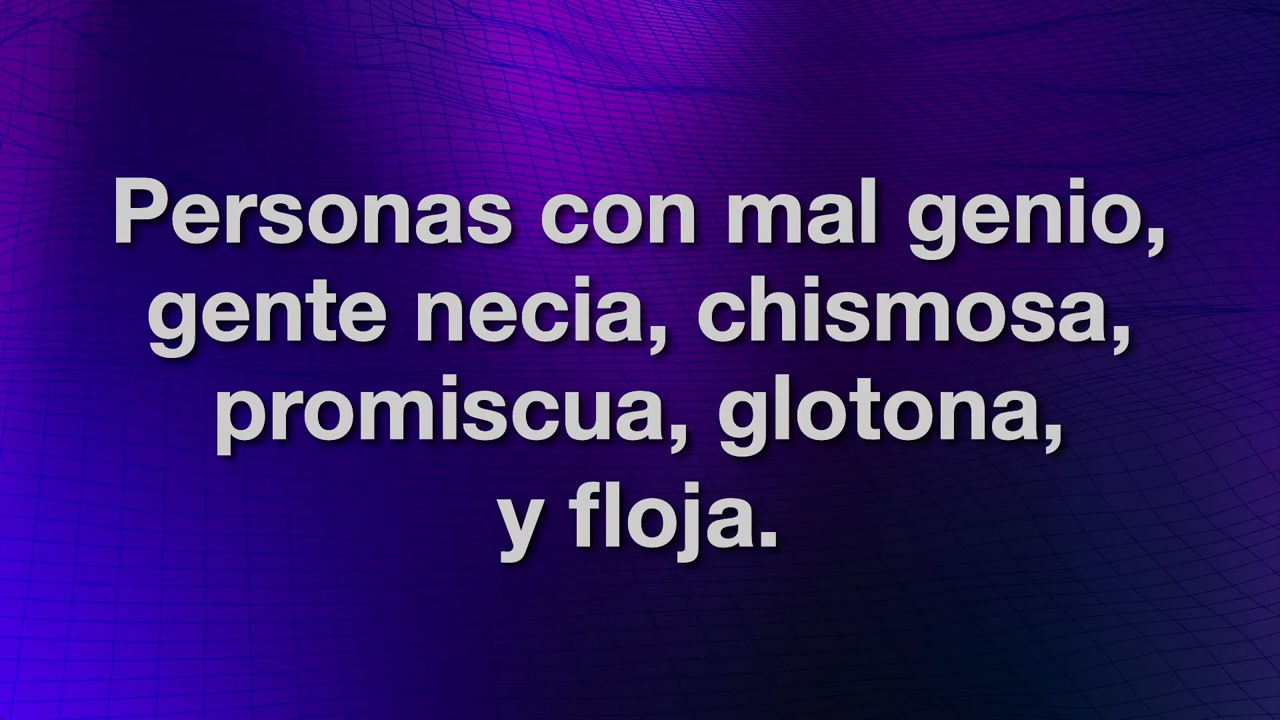 Personas con mal genio,
gente necia, chismosa,
promiscua, glotona,
y floja.